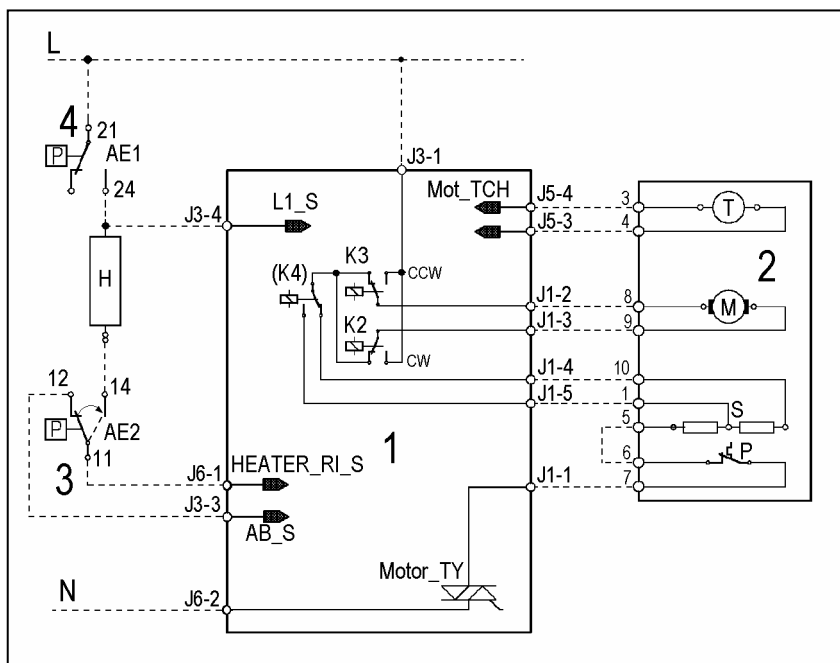 L
4
21
P
AE1
24
J3-1
Mot_TCH
J5-4
3
T
J3-4
L1_S
J5-3
4
2
H
K3
CCW
(K4)
J1-2
8
M
K2
J1-3
9
CW
J1-4
10
12
14
J1-5
1
S
5
P
AE2
1
6
P
11
HEATER_RI_S
3
J6-1
J1-1
7
J3-3
AB_S
Motor_TY
N
J6-2